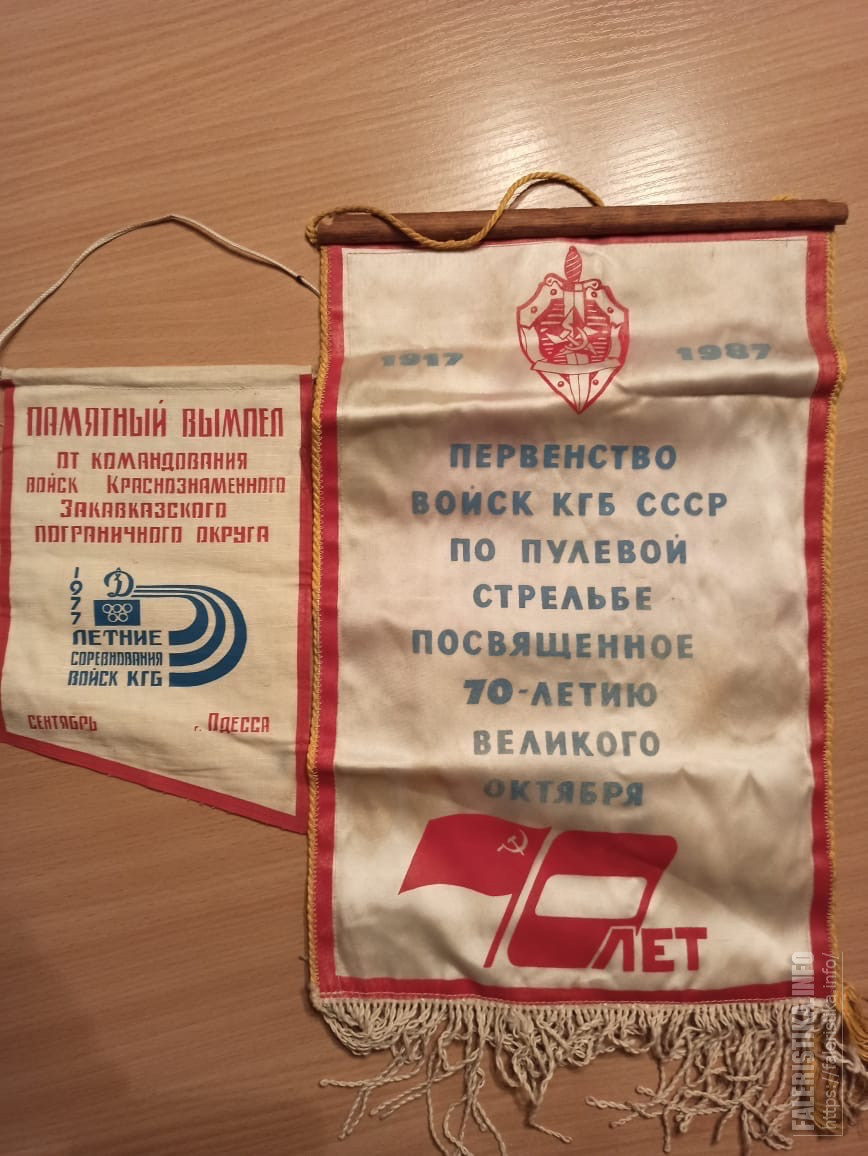 ПАМЯТНЫЙ ВЫМПЕЛ
ОТ КОМАНДОВАНИЯ
ВОЙСК КРАСНОЗНАМЕННОГО
ЗАКАВКАЗСКОГО
ПОГРАНИЧНОГО ОКРУГА
1977
Д
ЛЕТНИЕ
СОРЕВНОВАНИЯ
ВОЙСК КГБ
СЕНТЯБРЬ г. ОДЕССА
1917 1987
ПЕРВЕНСТВО
ВОЙСК КГБ СССР
ПО ПУЛЕВОЙ
СТРЕЛЬБЕ
ПОСВЯЩЕННОЕ
70-ЛЕТИЮ
ВЕЛИКОГО
ОКТЯБРЯ
70 ЛЕТ
FALERISTIKA.INFO
https://faleristika.info/